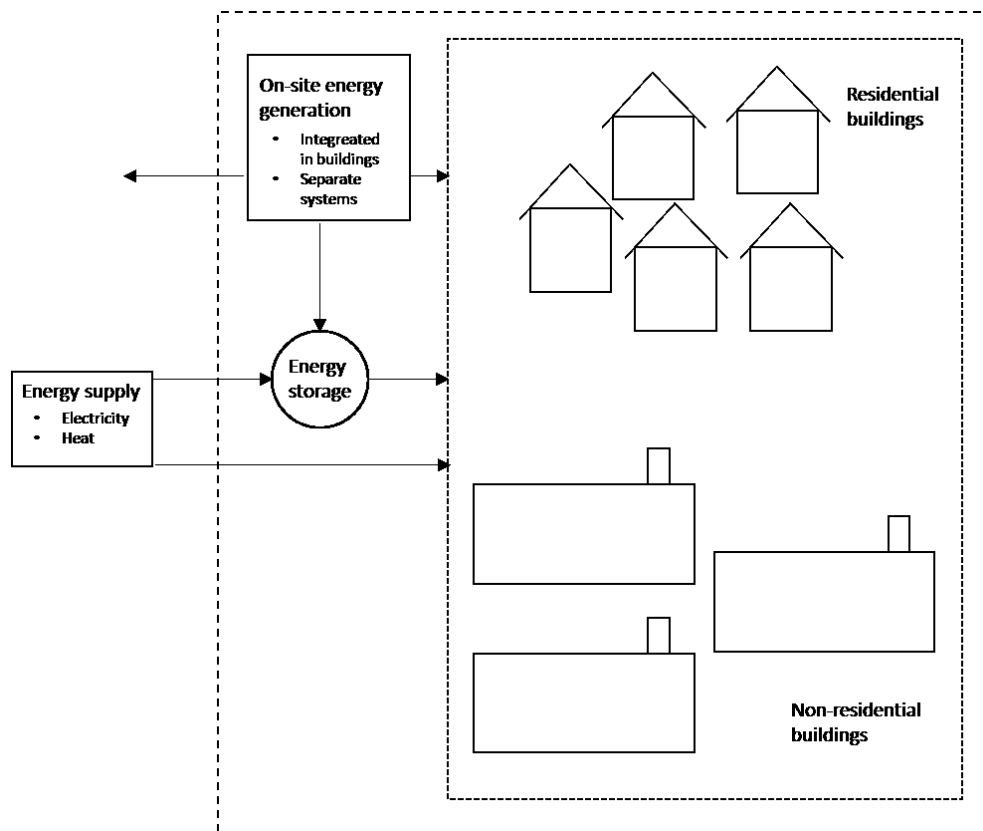 On-site energy
generation
• Integreated
in buildings
• Separate
systems
Residential
buildings
Energy
storage
Energy supply
• Electricity
• Heat
Non-residential
buildings